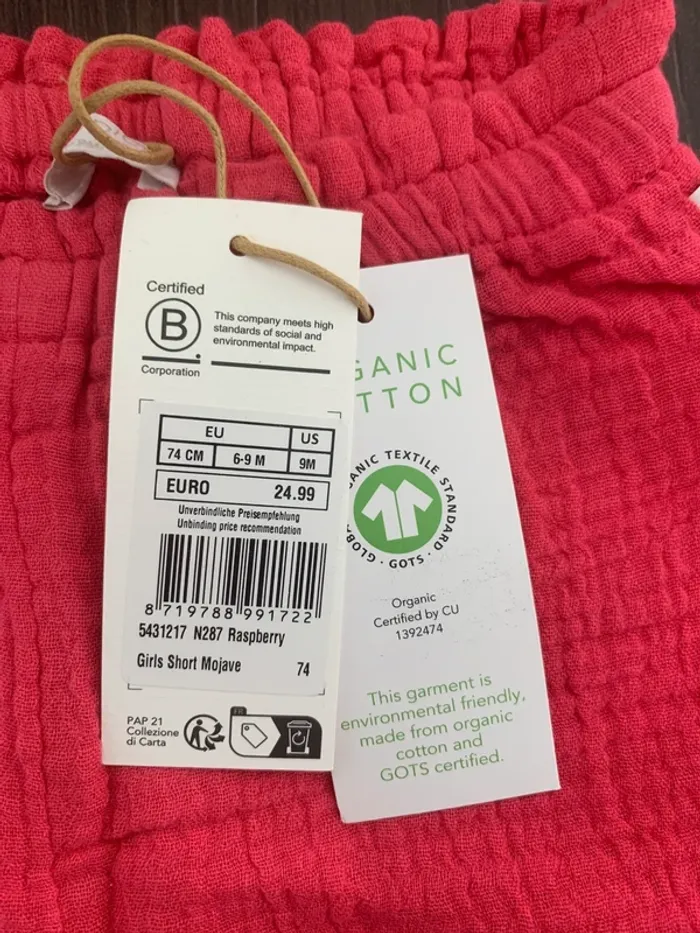 Certified
B
Corporation
This company meets high
standards of social and
environmental impact.
EU US
74 CM 6-9 M 9M
EURO 24.99
Unverbindliche Preisempfehlung
Unbinding price recommendation
8 719788 991722
5431217 N287 Raspberry
Girls Short Mojave 74
PAP 21
Collezione
di Carta
FR
GANIC
TTON
ANIC TEXTILE STANDARD · GOTS · GLOBA
Organic
Certified by CU
1392474
This garment is
environmental friendly,
made from organic
cotton and
GOTS certified.